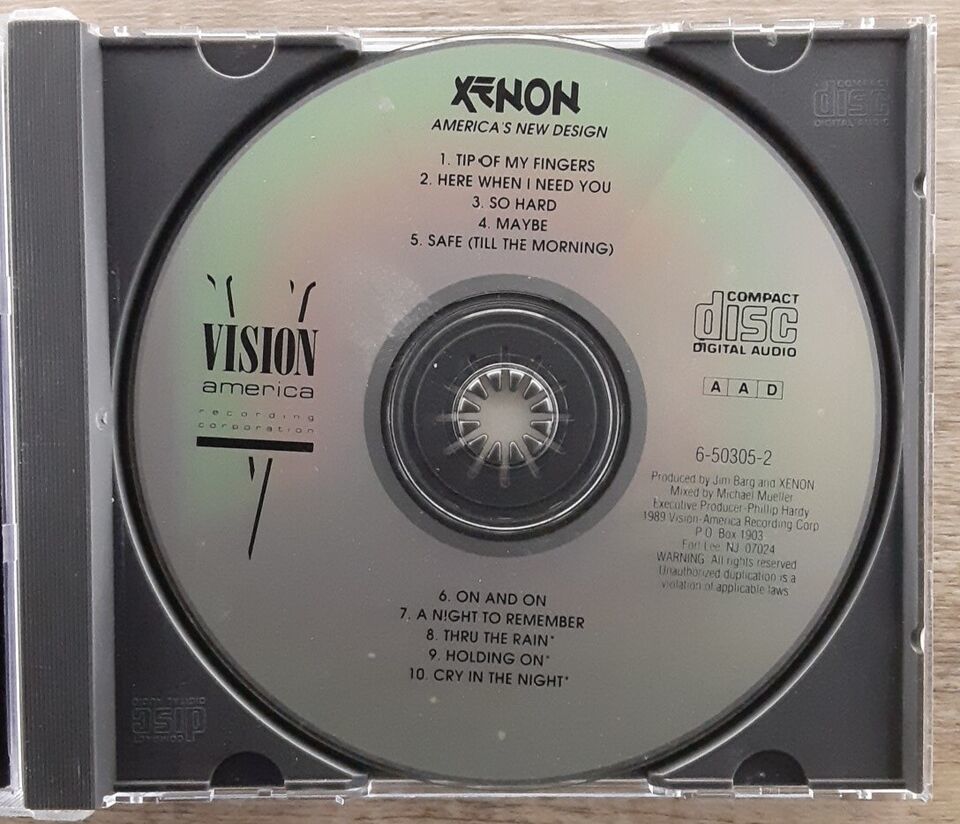 XENON
AMERICA'S NEW DESIGN
1. TIP OF MY FINGERS
2. HERE WHEN I NEED YOU
3. SO HARD
4. MAYBE
5. SAFE (TILL THE MORNING)
VISION
america
recording
corporation
COMPACT
disc
DIGITAL AUDIO
A A D
6-50305-2
Produced by Jim Barg and XENON
Mixed by Michael Mueller
Executive Producer-Phillip Hardy
1989 Vision-America Recording Corp
P.O. Box 1903
Fort Lee, NJ 07024
WARNING: All rights reserved
Unauthorized duplication is a
violation of applicable laws
6. ON AND ON
7. A NIGHT TO REMEMBER
8. THRU THE RAIN*
9. HOLDING ON*
10. CRY IN THE NIGHT*
COMPACT
disc
DIGITAL AUDIO
COMPACT
disc
DIGITAL AUDIO